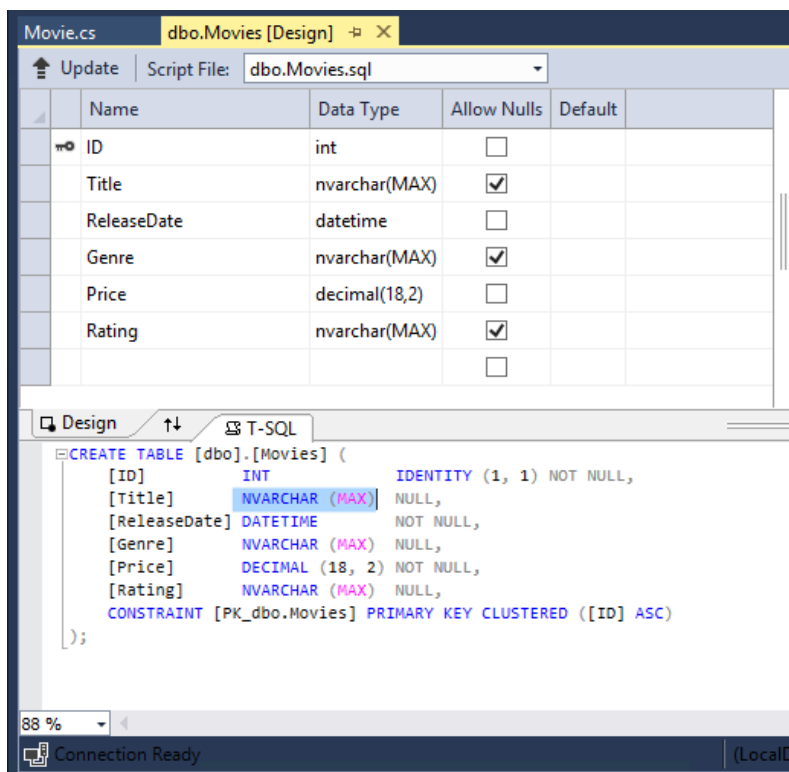 Movie.cs dbo.Movies [Design]
Update Script File: dbo.Movies.sql
Name Data Type Allow Nulls Default
ID int
Title nvarchar(MAX)
ReleaseDate datetime
Genre nvarchar(MAX)
Price decimal(18,2)
Rating nvarchar(MAX)
Design T-SQL
CREATE TABLE [dbo].[Movies] (
[ID] INT IDENTITY (1, 1) NOT NULL,
[Title] NVARCHAR (MAX) NULL,
[ReleaseDate] DATETIME NOT NULL,
[Genre] NVARCHAR (MAX) NULL,
[Price] DECIMAL (18, 2) NOT NULL,
[Rating] NVARCHAR (MAX) NULL,
CONSTRAINT [PK_dbo.Movies] PRIMARY KEY CLUSTERED ([ID] ASC)
);
88 %
Connection Ready